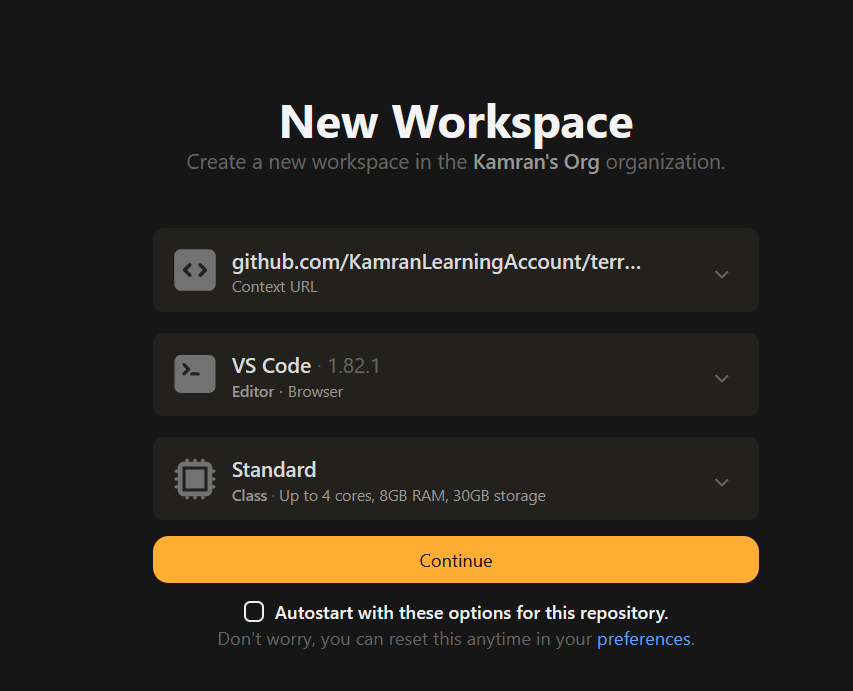 New Workspace
Create a new workspace in the Kamran's Org organization.
github.com/KamranLearningAccount/terr...
Context URL
VS Code · 1.82.1
Editor · Browser
Standard
Class · Up to 4 cores, 8GB RAM, 30GB storage
Continue
Autostart with these options for this repository.
Don't worry, you can reset this anytime in your preferences.